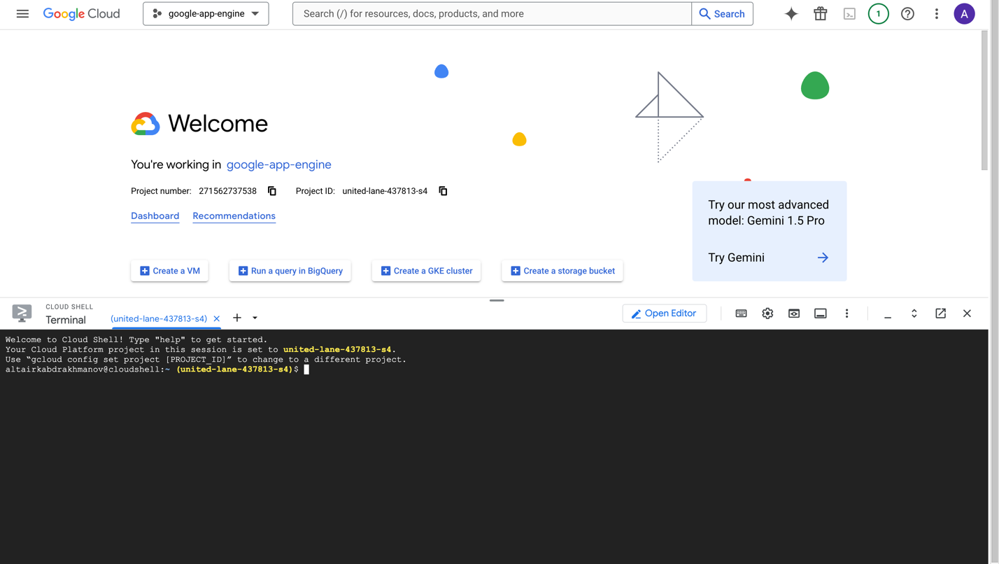 Google Cloud
google-app-engine
Search (/) for resources, docs, products, and more
Search
1
A
Welcome
You're working in google-app-engine
Project number: 271562737538 Project ID: united-lane-437813-s4
Dashboard Recommendations
Try our most advanced
model: Gemini 1.5 Pro
Try Gemini
Create a VM Run a query in BigQuery Create a GKE cluster Create a storage bucket
CLOUD SHELL
Terminal
(united-lane-437813-s4)
Open Editor
Welcome to Cloud Shell! Type "help" to get started.
Your Cloud Platform project in this session is set to united-lane-437813-s4.
Use “gcloud config set project [PROJECT_ID]” to change to a different project.
altairkabdrakhmanov@cloudshell:~ (united-lane-437813-s4)$